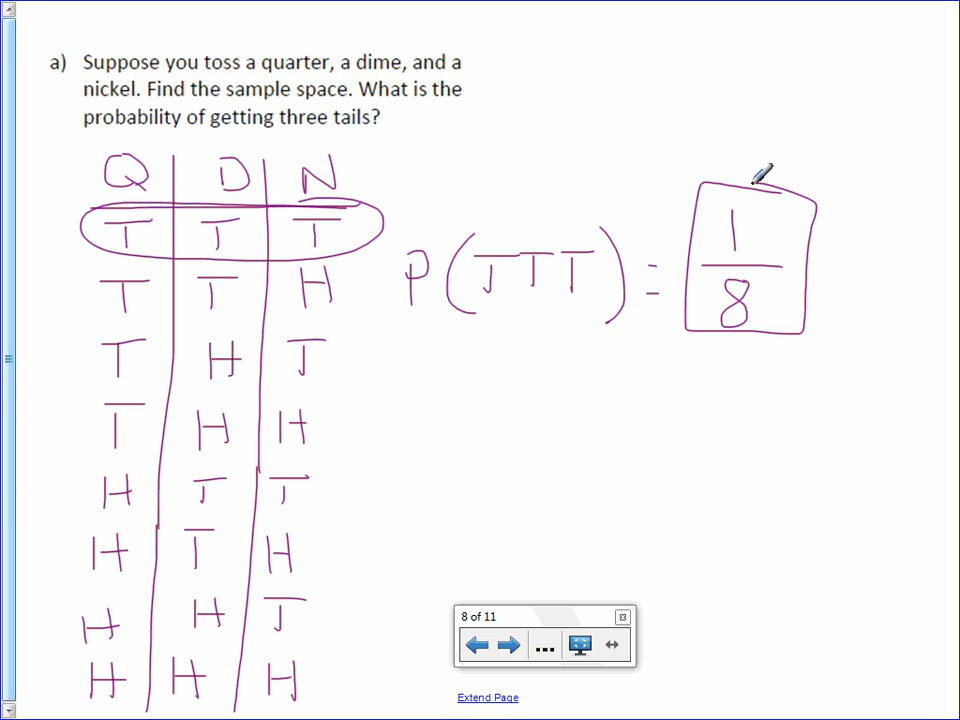 a) Suppose you toss a quarter, a dime, and a
nickel. Find the sample space. What is the
probability of getting three tails?
Q D N
T T T
T T H
T H T
T H H
H T T
H T H
H H T
H H H
P(TTT) = 1/8
8 of 11
...
Extend Page